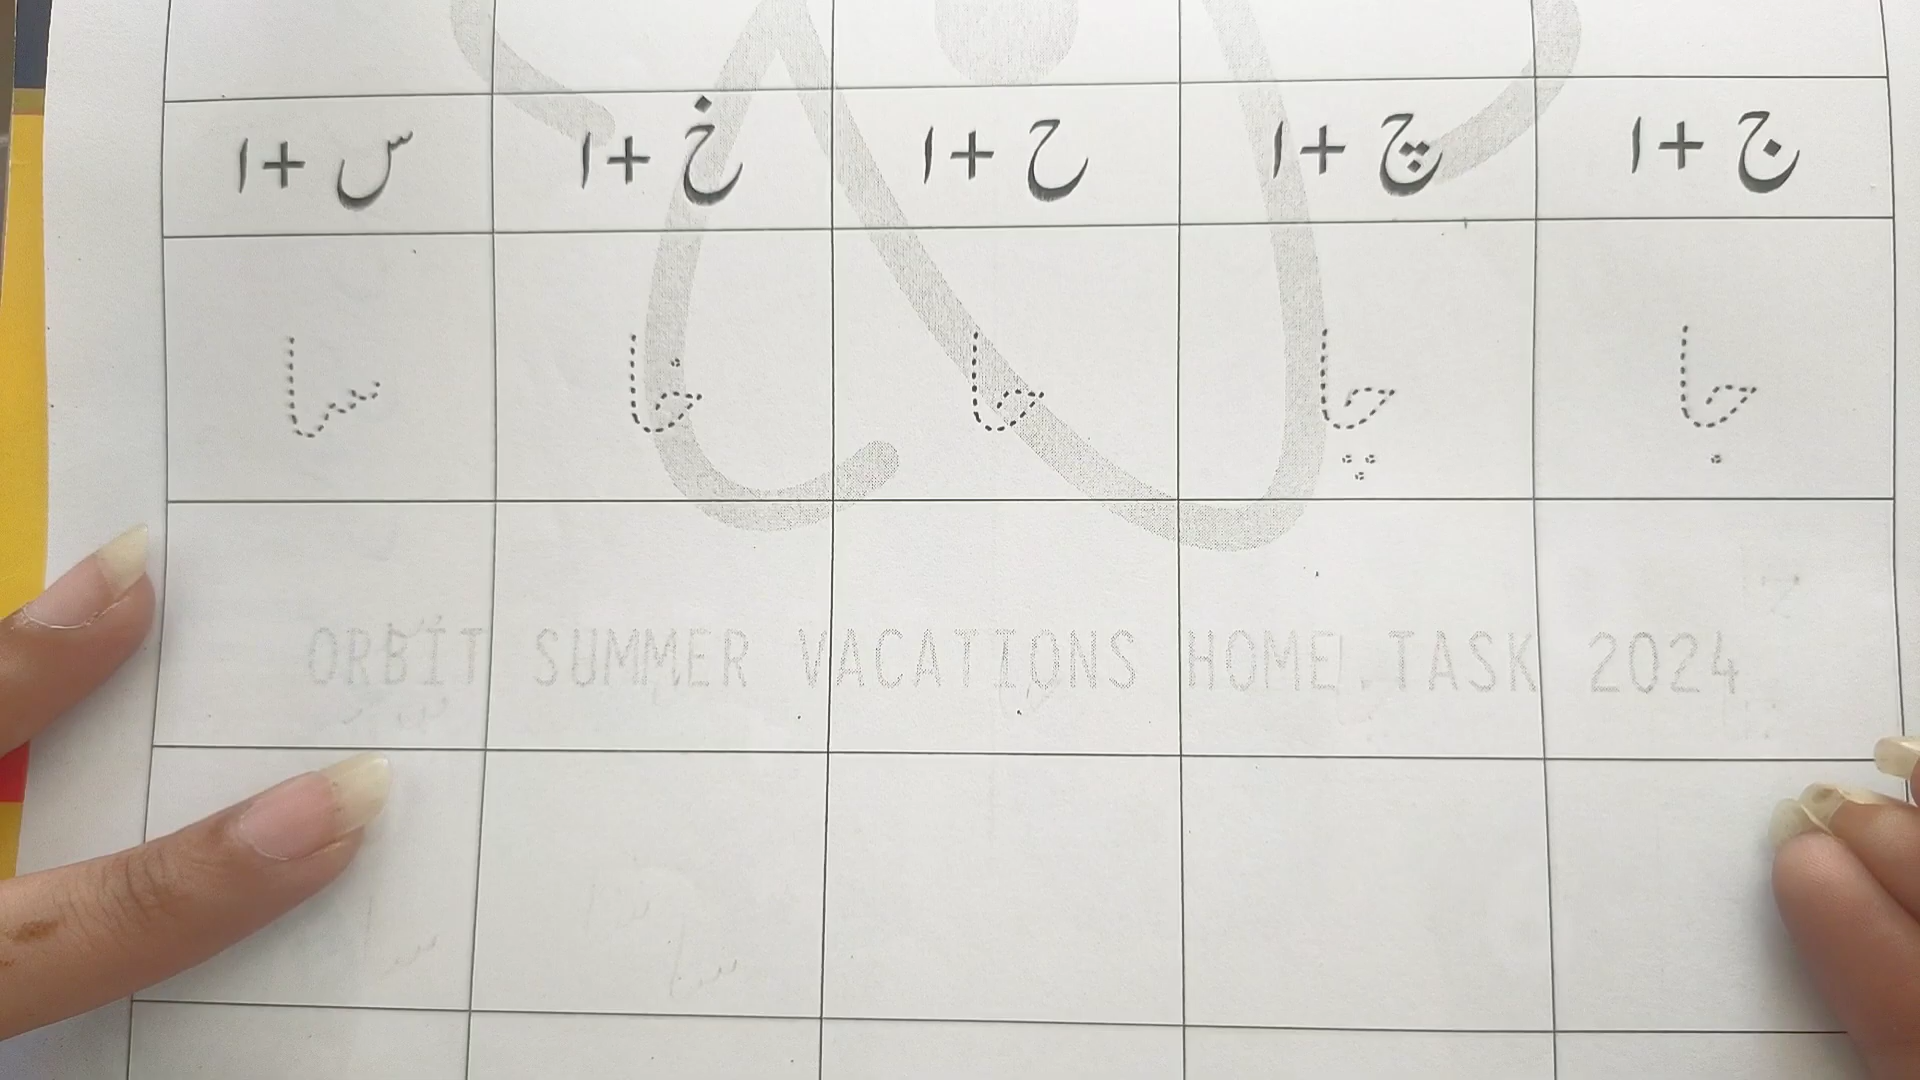 ج +ا چ +ا ح +ا خ +ا س +ا
جا چا حا خا سا
ORBIT SUMMER VACATIONS HOME TASK 2024